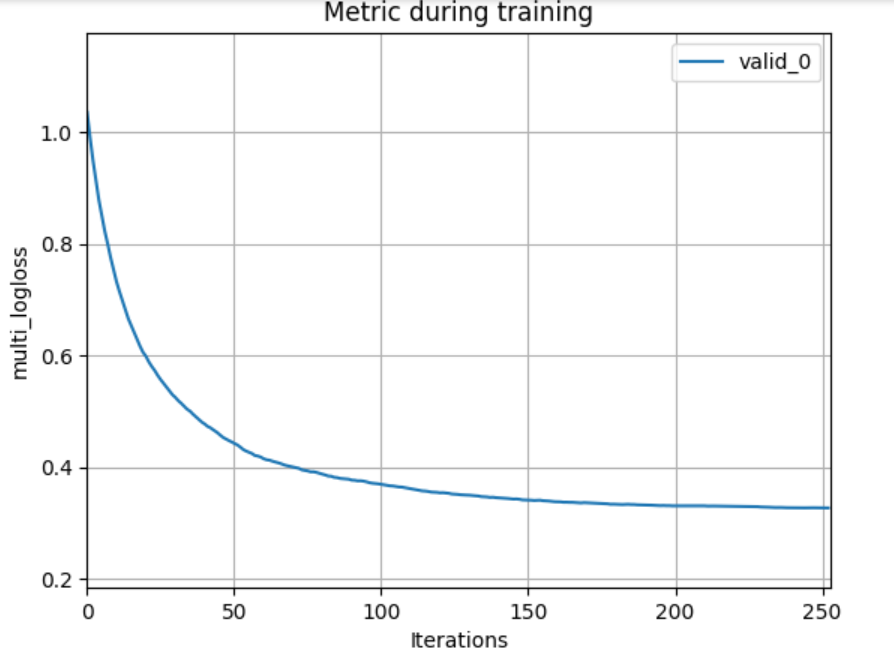 Metric during training
valid_0
1.0
0.8
0.6
0.4
0.2
multi_logloss
0 50 100 150 200 250
Iterations